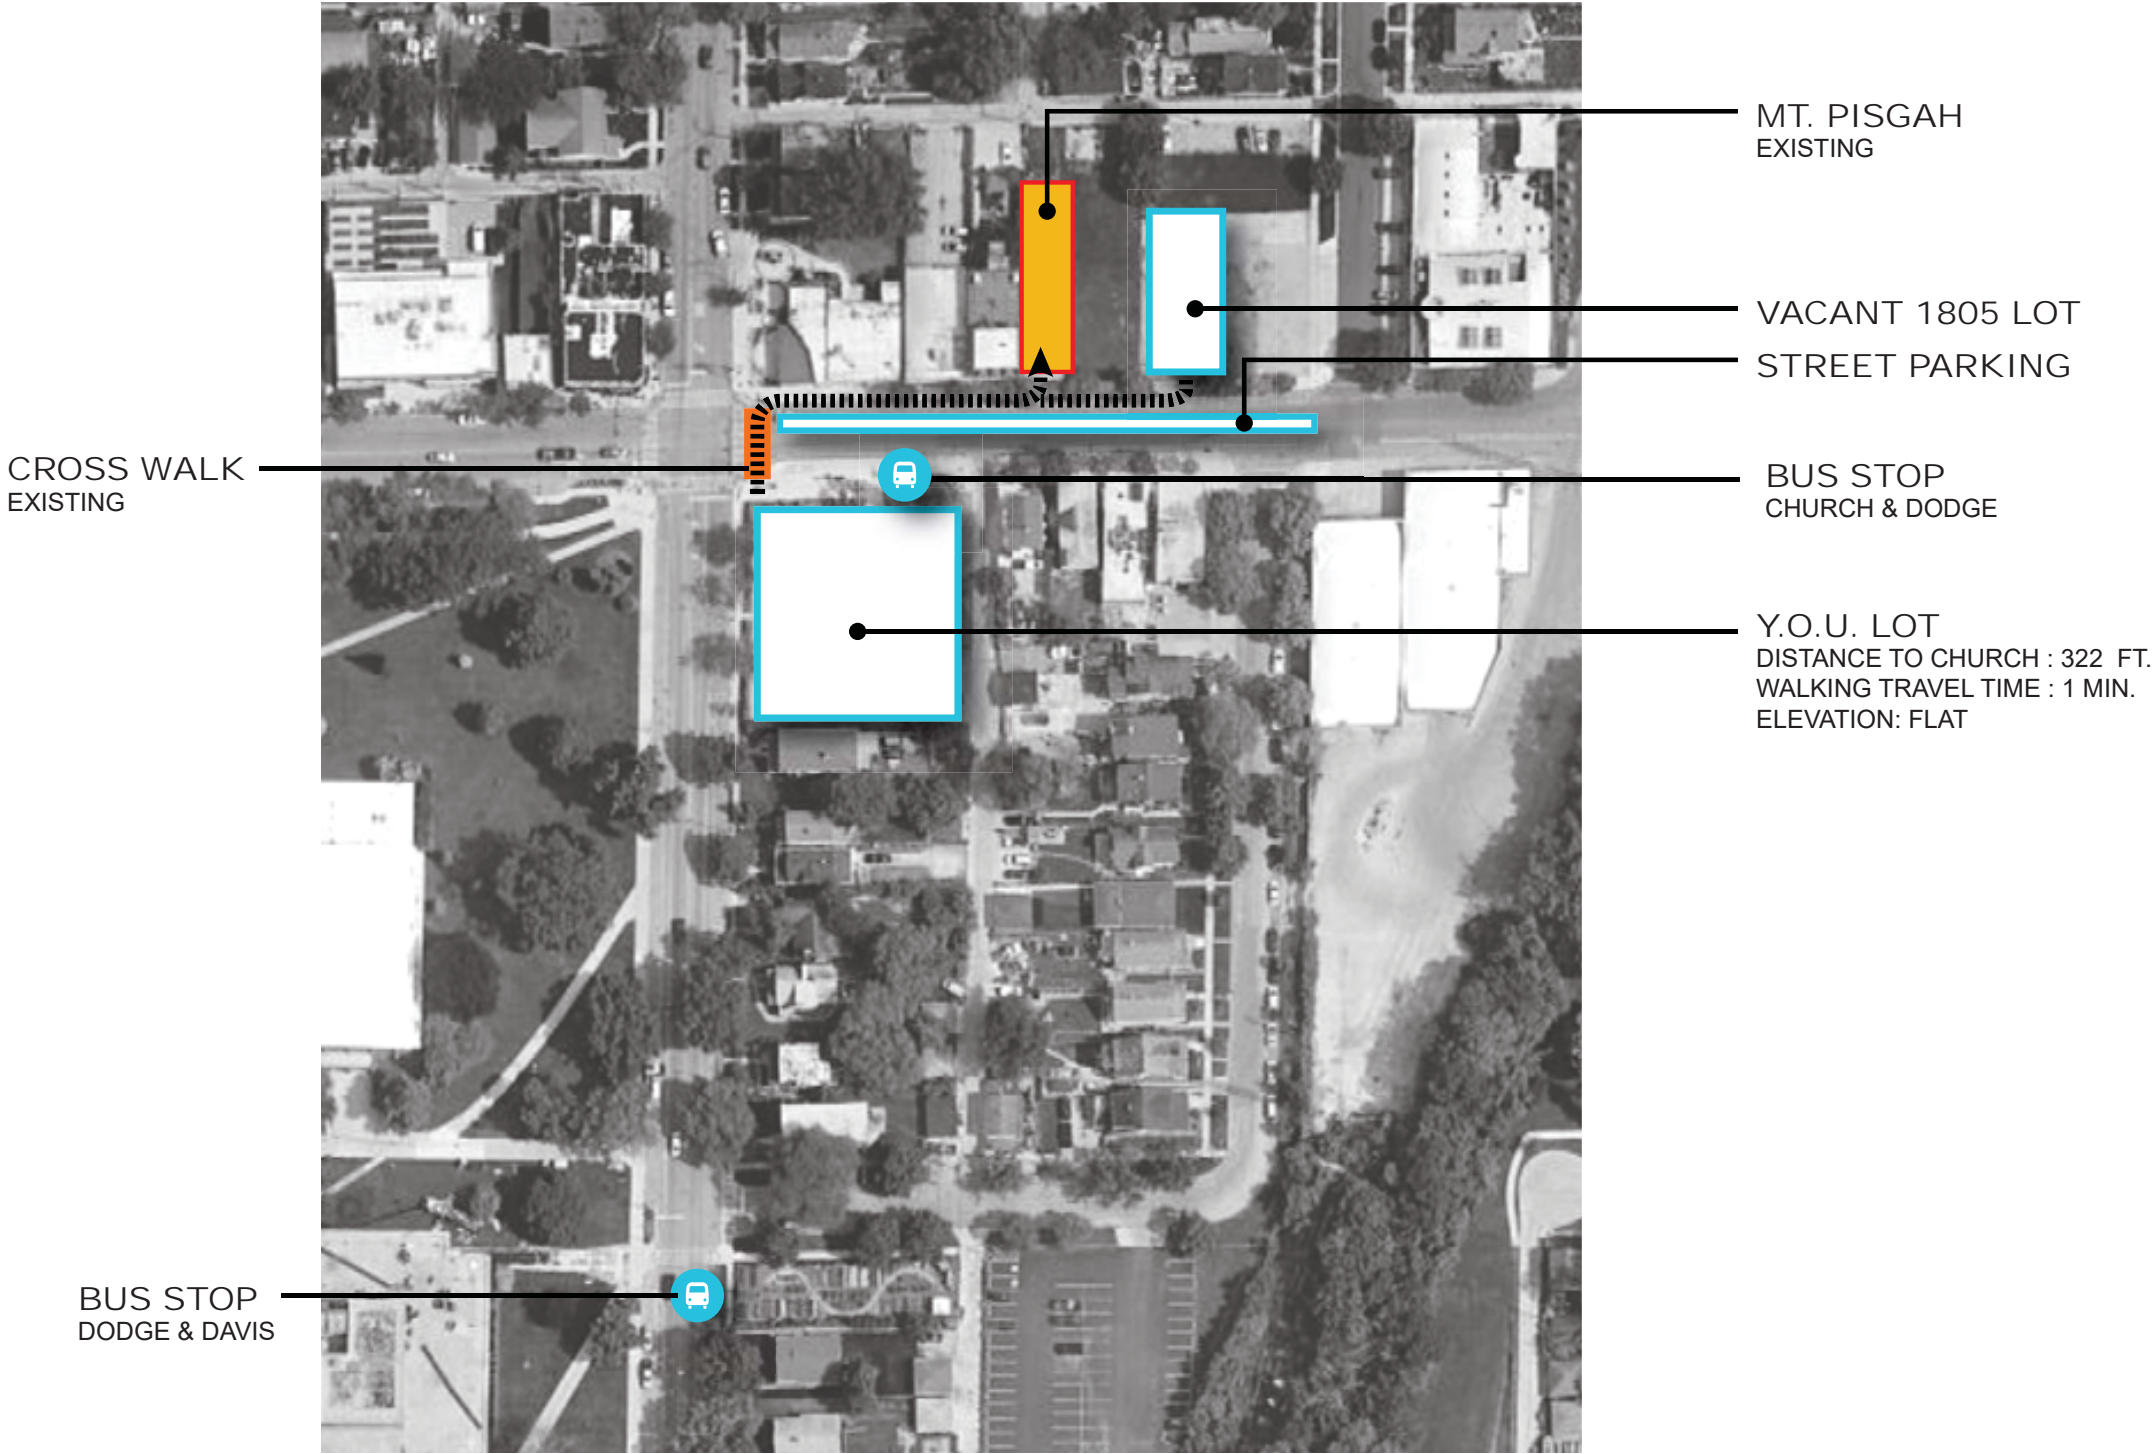 MT. PISGAH
EXISTING
VACANT 1805 LOT
STREET PARKING
CROSS WALK
EXISTING
BUS STOP
CHURCH & DODGE
Y.O.U. LOT
DISTANCE TO CHURCH : 322 FT.
WALKING TRAVEL TIME : 1 MIN.
ELEVATION: FLAT
BUS STOP
DODGE & DAVIS